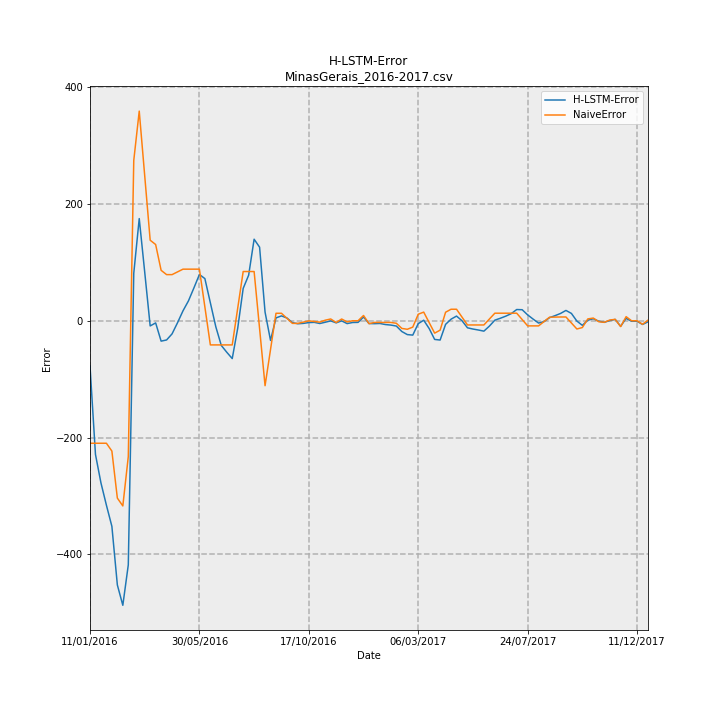 H-LSTM-Error
MinasGerais_2016-2017.csv
H-LSTM-Error
NaiveError
400
200
0
−200
−400
Error
11/01/2016
30/05/2016
17/10/2016
06/03/2017
24/07/2017
11/12/2017
Date